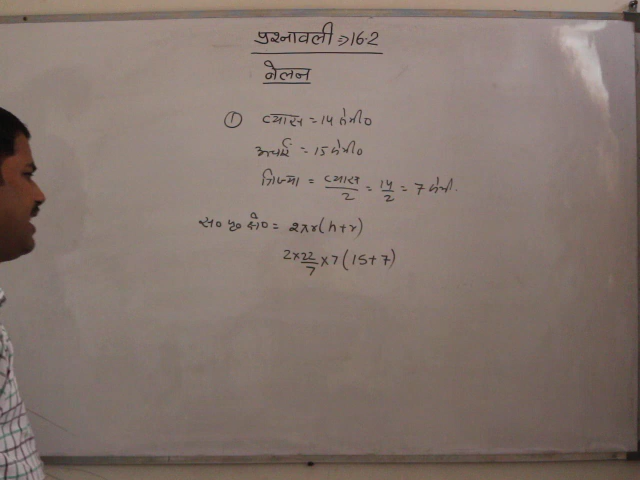 प्रश्नावली ⇒ 16.2
बेलन
① व्यास = 14 सेमी०
ऊंचाई = 15 सेमी०
त्रिज्या = व्यास/2 = 14/2 = 7 सेमी.
स० पृ० क्षे० = 2πr(h+r)
2×22/7×7(15+7)